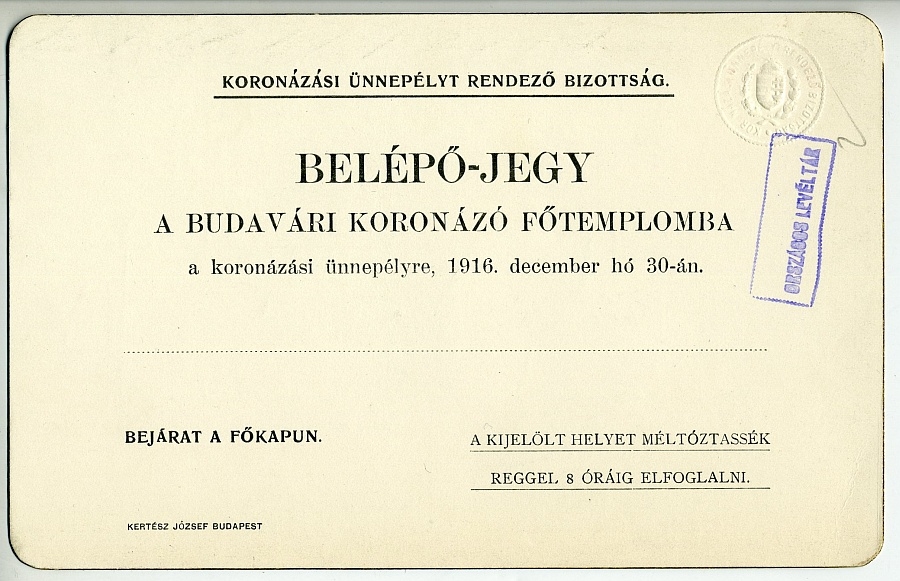 KORONÁZÁSI ÜNNEPÉLYT RENDEZŐ BIZOTTSÁG.
BELÉPŐ-JEGY
A BUDAVÁRI KORONÁZÓ FŐTEMPLOMBA
a koronázási ünnepélyre, 1916. december hó 30-án.
ORSZÁGOS LEVÉLTÁR
BEJÁRAT A FŐKAPUN.
A KIJELÖLT HELYET MÉLTÓZTASSÉK
REGGEL 8 ÓRÁIG ELFOGLALNI.
KERTÉSZ JÓZSEF BUDAPEST